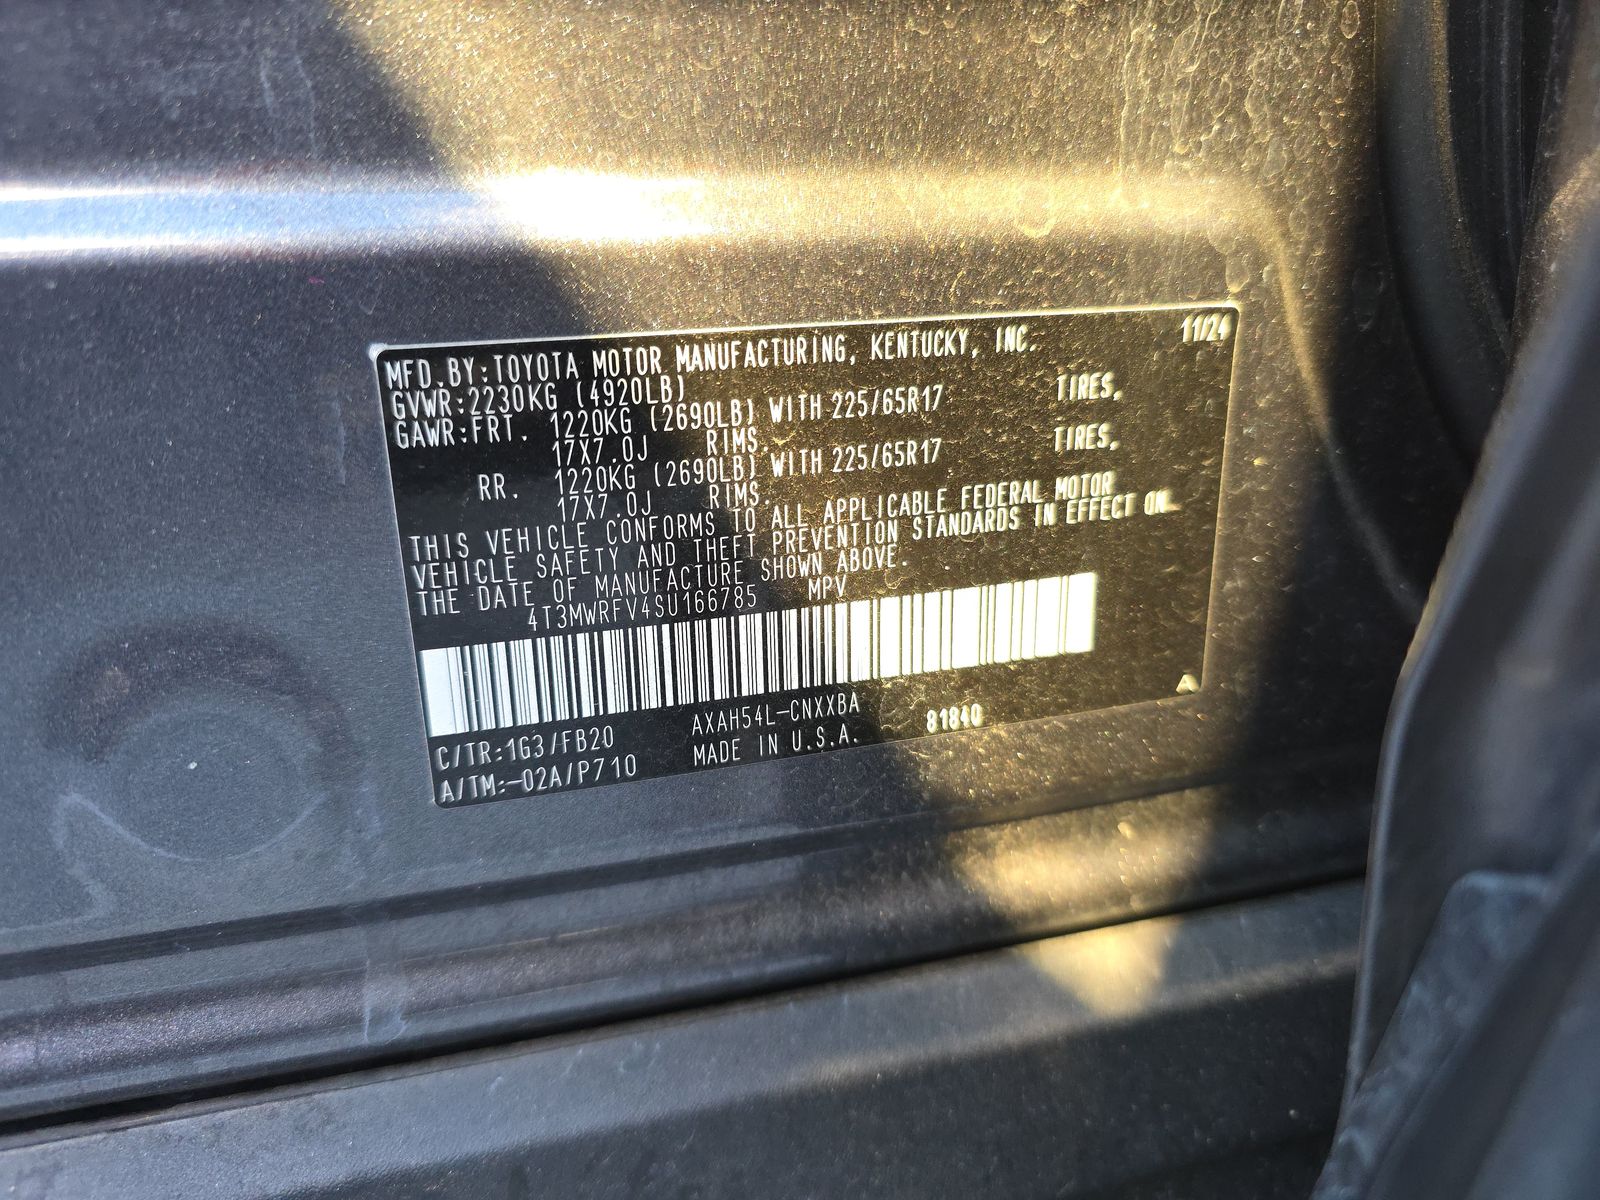 MFD.BY:TOYOTA MOTOR MANUFACTURING, KENTUCKY, INC. 11/24
GVWR:2230KG (4920LB)
GAWR:FRT. 1220KG (2690LB) WITH 225/65R17 TIRES,
17X7.0J RIMS.
RR. 1220KG (2690LB) WITH 225/65R17 TIRES,
17X7.0J RIMS.
THIS VEHICLE CONFORMS TO ALL APPLICABLE FEDERAL MOTOR
VEHICLE SAFETY AND THEFT PREVENTION STANDARDS IN EFFECT ON
THE DATE OF MANUFACTURE SHOWN ABOVE.
4T3MWRFV4SU166785 MPV
C/TR:1G3/FB20 AXAH54L-CNXXBA 81840 A
A/TM:-02A/P710 MADE IN U.S.A.